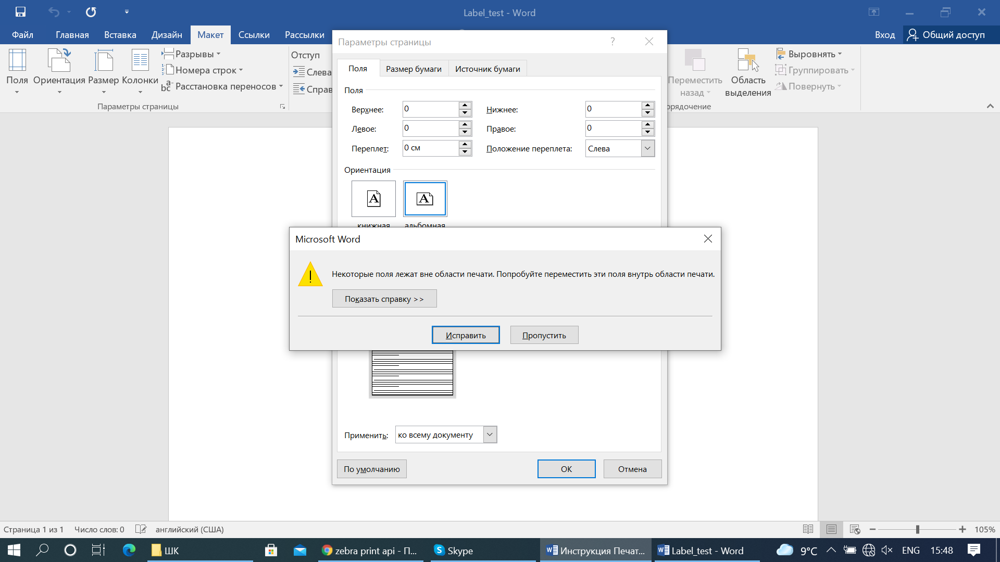 Label_test - Word
Файл Главная Вставка Дизайн Макет Ссылки Рассылки Вход Общий доступ
Поля Ориентация Размер Колонки
Разрывы
Номера строк
Расстановка переносов
Параметры страницы
Отступ
Слева
Справ
Переместить назад
Область выделения
Выровнять
Группировать
Повернуть
орядочение
Параметры страницы ?
Поля Размер бумаги Источник бумаги
Поля
Верхнее: 0 Нижнее: 0
Левое: 0 Правое: 0
Переплет: 0 см Положение переплета: Слева
Ориентация
A A
книжная альбомная
Microsoft Word
Некоторые поля лежат вне области печати. Попробуйте переместить эти поля внутрь области печати.
Показать справку >>
Исправить Пропустить
Применить: ко всему документу
По умолчанию ОК Отмена
Страница 1 из 1 Число слов: 0 английский (США) 105%
ШК zebra print api - П... Skype Инструкция Печат... Label_test - Word 9°C ENG 15:48